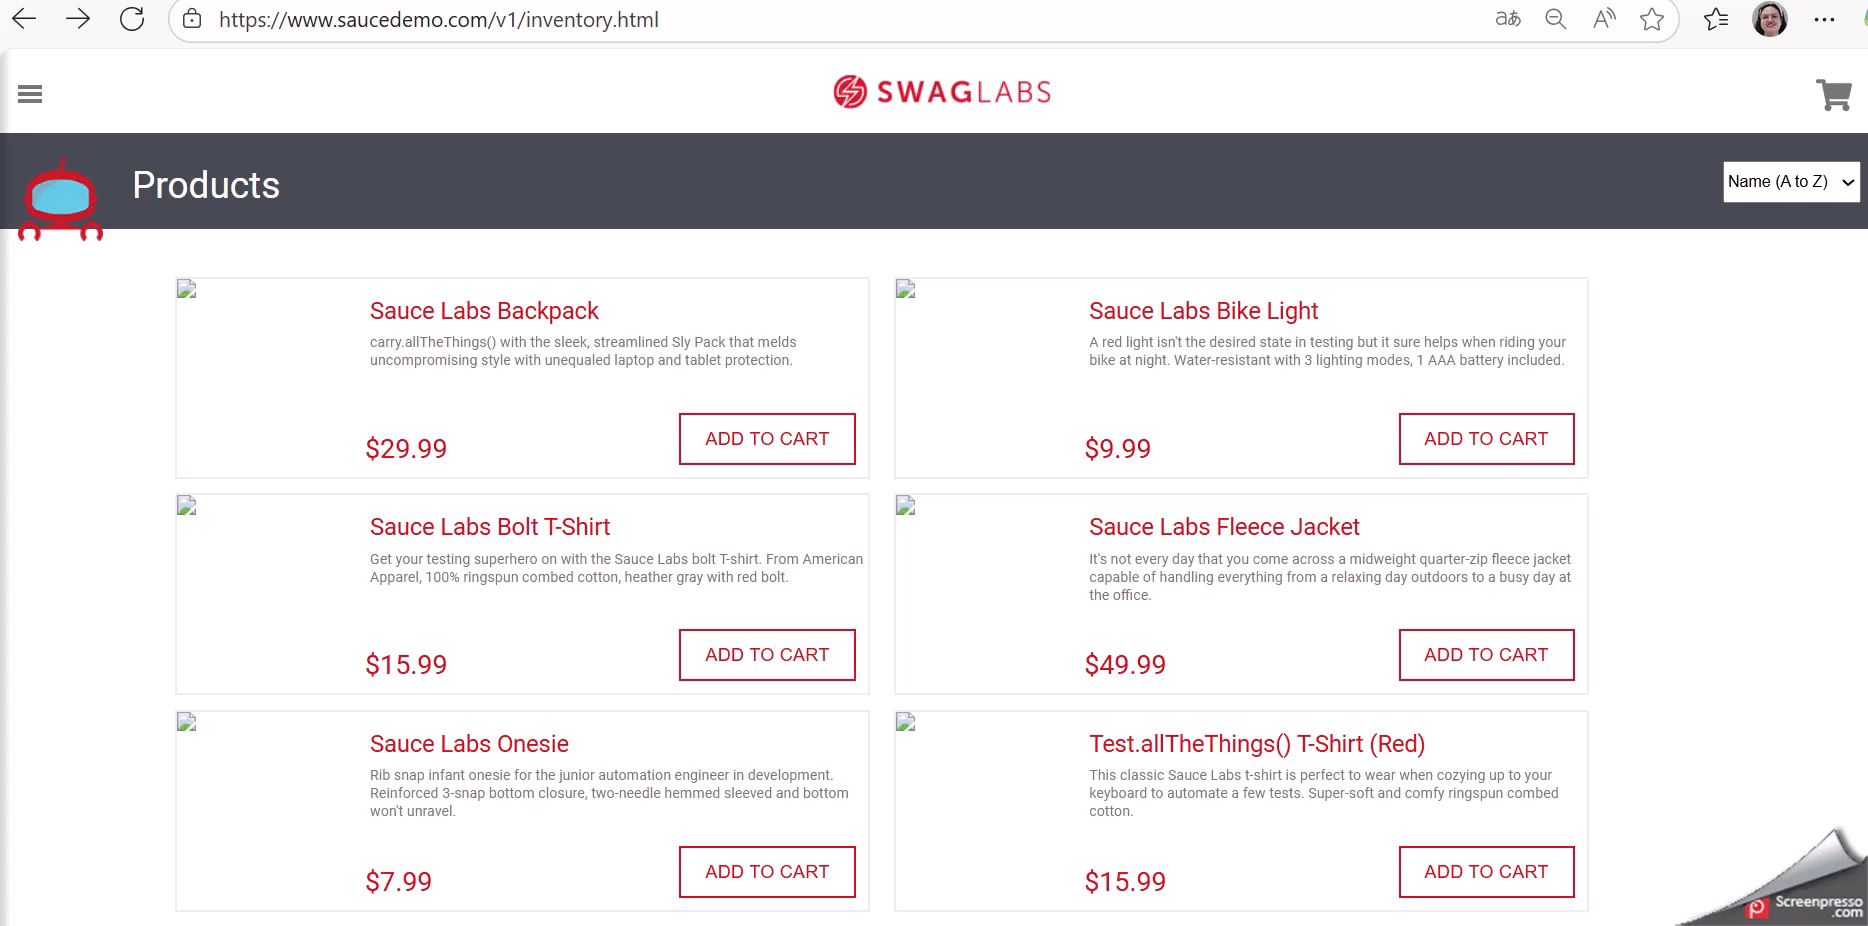 https://www.saucedemo.com/v1/inventory.html
SWAGLABS
Products
Name (A to Z)
Sauce Labs Backpack
carry.allTheThings() with the sleek, streamlined Sly Pack that melds
uncompromising style with unequaled laptop and tablet protection.
$29.99
ADD TO CART
Sauce Labs Bike Light
A red light isn't the desired state in testing but it sure helps when riding your
bike at night. Water-resistant with 3 lighting modes, 1 AAA battery included.
$9.99
ADD TO CART
Sauce Labs Bolt T-Shirt
Get your testing superhero on with the Sauce Labs bolt T-shirt. From American
Apparel, 100% ringspun combed cotton, heather gray with red bolt.
$15.99
ADD TO CART
Sauce Labs Fleece Jacket
It's not every day that you come across a midweight quarter-zip fleece jacket
capable of handling everything from a relaxing day outdoors to a busy day at
the office.
$49.99
ADD TO CART
Sauce Labs Onesie
Rib snap infant onesie for the junior automation engineer in development.
Reinforced 3-snap bottom closure, two-needle hemmed sleeved and bottom
won't unravel.
$7.99
ADD TO CART
Test.allTheThings() T-Shirt (Red)
This classic Sauce Labs t-shirt is perfect to wear when cozying up to your
keyboard to automate a few tests. Super-soft and comfy ringspun combed
cotton.
$15.99
ADD TO CART
Screenpresso
.com